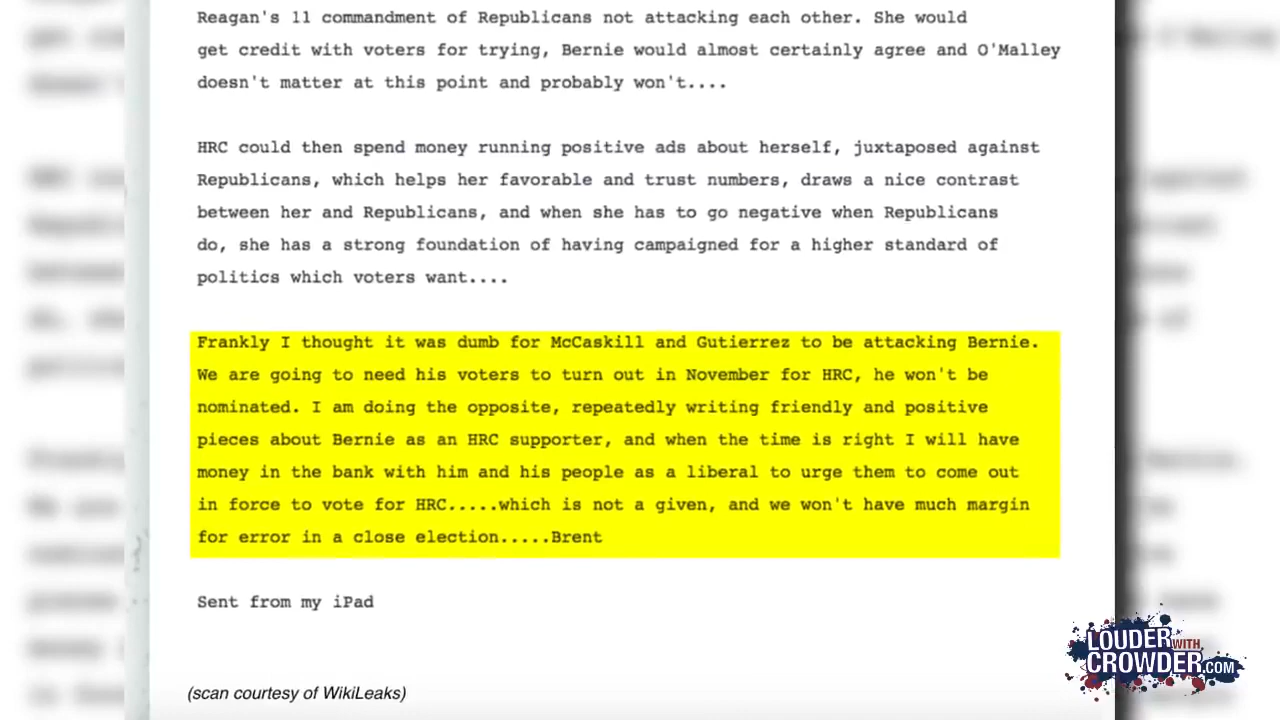 Reagan's 11 commandment of Republicans not attacking each other. She would
get credit with voters for trying, Bernie would almost certainly agree and O'Malley
doesn't matter at this point and probably won't....
HRC could then spend money running positive ads about herself, juxtaposed against
Republicans, which helps her favorable and trust numbers, draws a nice contrast
between her and Republicans, and when she has to go negative when Republicans
do, she has a strong foundation of having campaigned for a higher standard of
politics which voters want....
Frankly I thought it was dumb for McCaskill and Gutierrez to be attacking Bernie.
We are going to need his voters to turn out in November for HRC, he won't be
nominated. I am doing the opposite, repeatedly writing friendly and positive
pieces about Bernie as an HRC supporter, and when the time is right I will have
money in the bank with him and his people as a liberal to urge them to come out
in force to vote for HRC.....which is not a given, and we won't have much margin
for error in a close election.....Brent
Sent from my iPad
(scan courtesy of WikiLeaks)
LOUDER WITH
CROWDER.COM